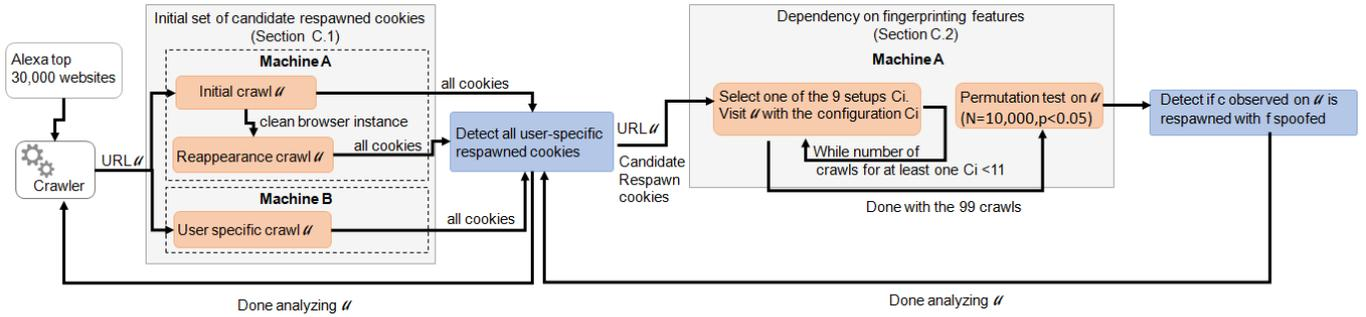 Initial set of candidate respawned cookies
(Section C.1)
Machine A
Alexa top
30,000 websites
Initial crawl 𝓊
all cookies
clean browser instance
Reappearance crawl 𝓊
all cookies
Crawler
URL 𝓊
Machine B
User specific crawl 𝓊
all cookies
Detect all user-specific
respawned cookies
Done analyzing 𝓊
URL 𝓊
Candidate
Respawn
cookies
Dependency on fingerprinting features
(Section C.2)
Machine A
Select one of the 9 setups Ci.
Visit 𝓊 with the configuration Ci
While number of
crawls for at least one Ci <11
Done with the 99 crawls
Permutation test on 𝓊
(N=10,000,p<0.05)
Detect if c observed on 𝓊 is
respawned with f spoofed
Done analyzing 𝓊